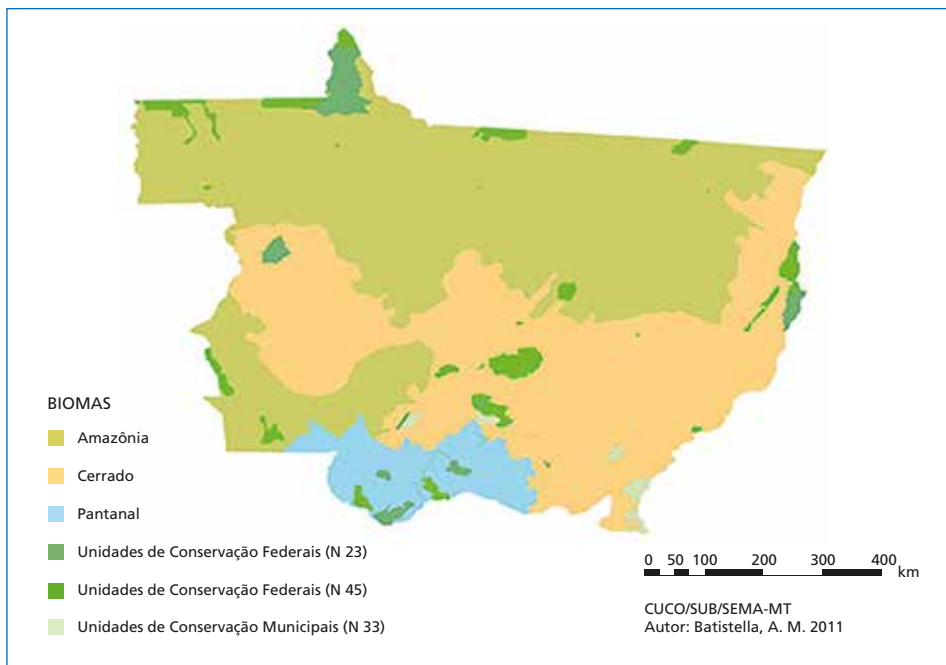 BIOMAS
Amazônia
Cerrado
Pantanal
Unidades de Conservação Federais (N 23)
Unidades de Conservação Federais (N 45)
Unidades de Conservação Municipais (N 33)
0 50 100 200 300 400
km
CUCO/SUB/SEMA-MT
Autor: Batistella, A. M. 2011